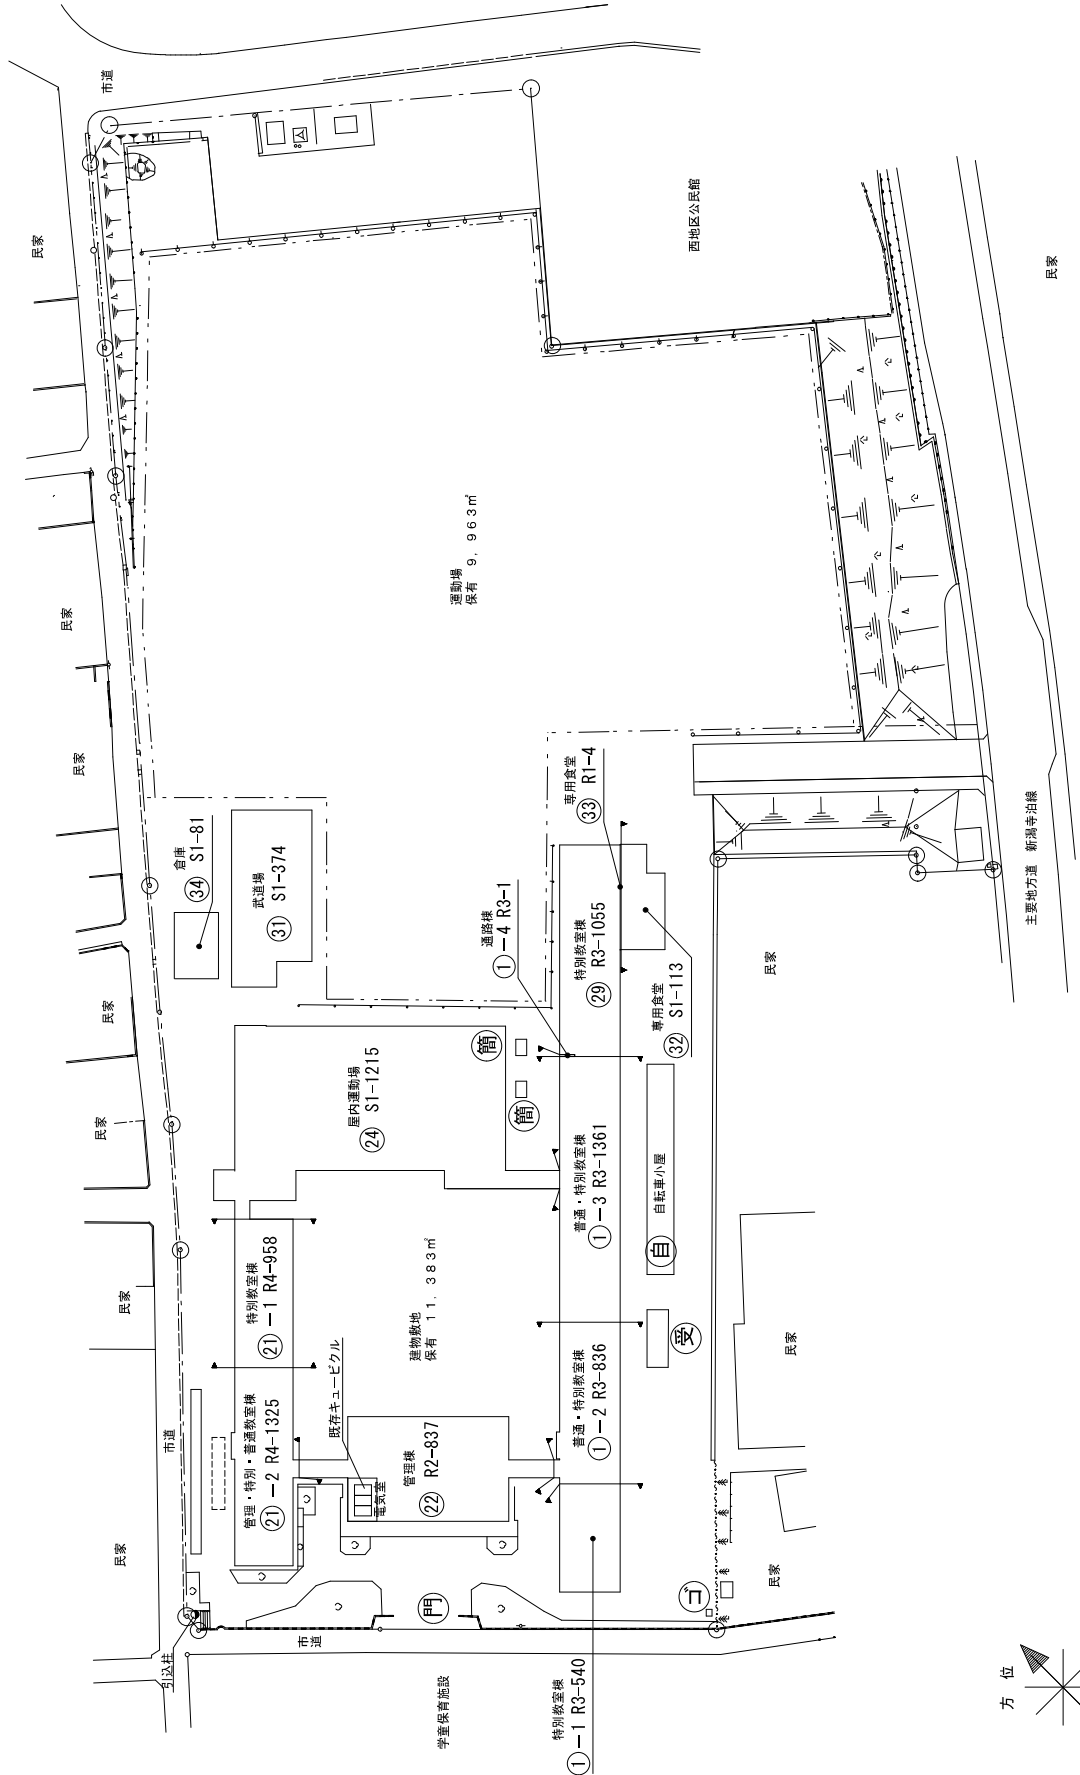 市道
民家
西地区公民館
民家
運動場
保有 9,963㎡
民家
民家
専用食堂
㉝ R1-4
倉庫
㉞ S1-81
武道場
㉛ S1-374
通路棟
①－4 R3-1
特別教室棟
㉙ R3-1055
専用食堂
㉜ S1-113
主要地方道 新潟寺泊線
民家
民家
民家
屋内運動場
㉔ S1-1215
簡
簡
普通・特別教室棟
①－3 R3-1361
自転車小屋
自
特別教室棟
㉑－1 R4-958
建物敷地
保有 11,383㎡
民家
既存キュービクル
受
民家
普通・特別教室棟
①－2 R3-836
市道
管理・特別・普通教室棟
㉑－2 R4-1325
管理棟
㉒ R2-837
電気室
民家
民家
門
ゴ
市道
引込柱
学童保育施設
特別教室棟
①－1 R3-540
方位